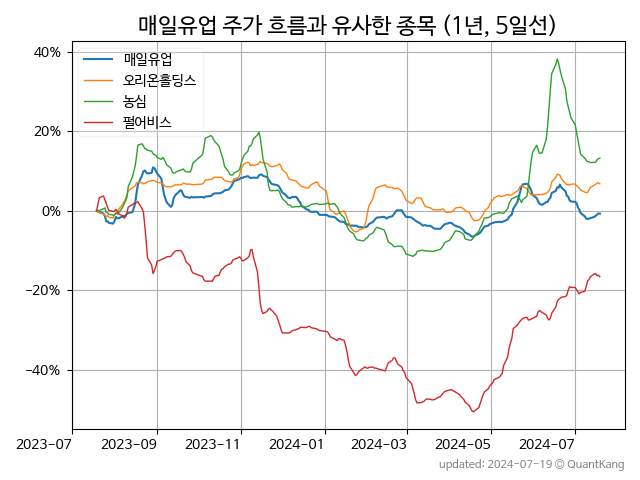 매일유업 주가 흐름과 유사한 종목 (1년, 5일선)
매일유업
오리온홀딩스
농심
펄어비스
40%
20%
0%
−20%
−40%
2023-07 2023-09 2023-11 2024-01 2024-03 2024-05 2024-07
updated: 2024-07-19 © QuantKang